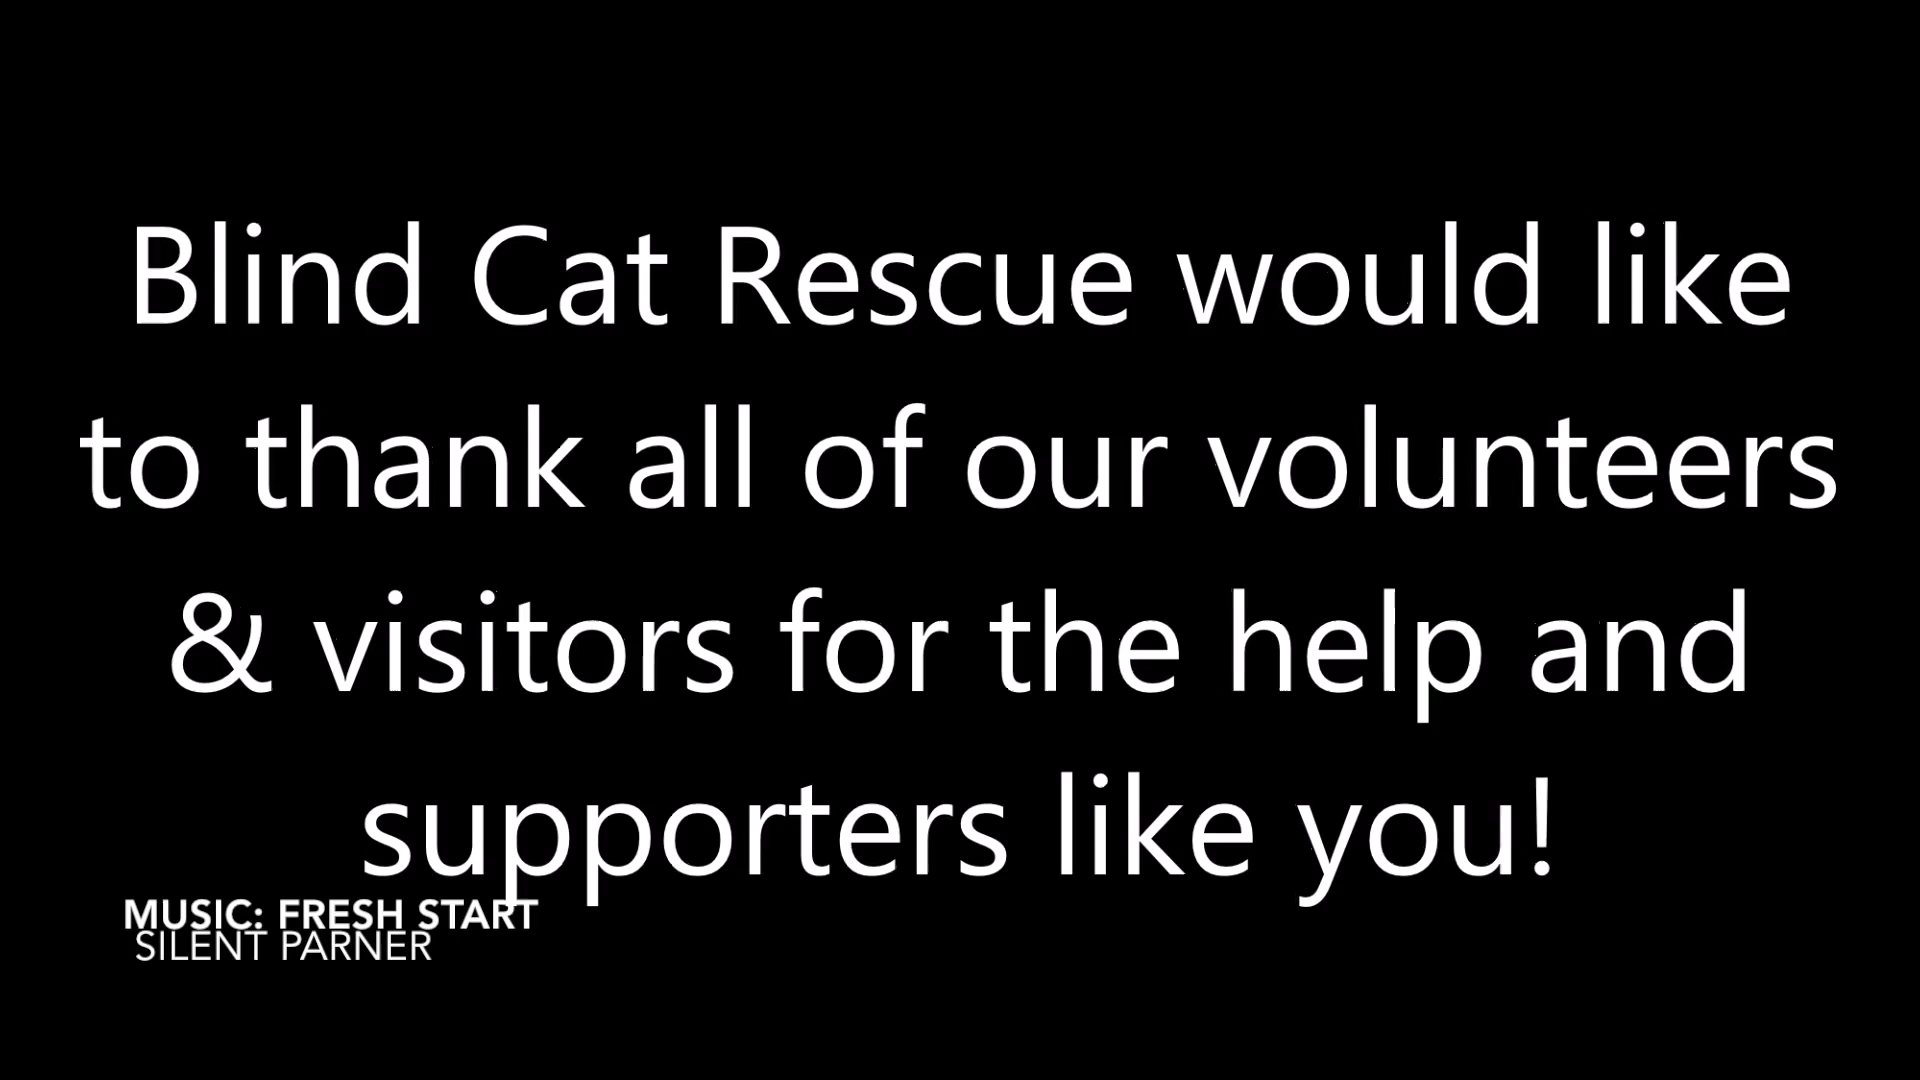 Blind Cat Rescue would like
to thank all of our volunteers
& visitors for the help and
supporters like you!
MUSIC: FRESH START
SILENT PARNER